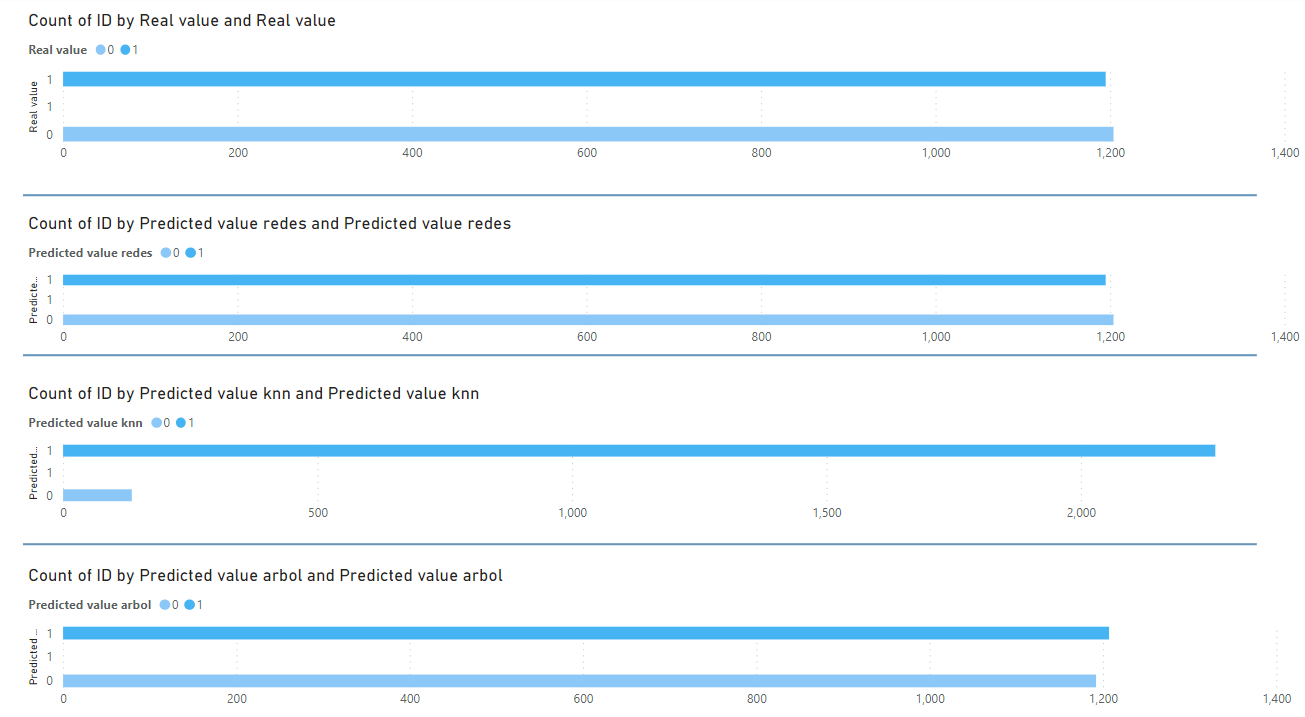 Count of ID by Real value and Real value
Real value 0 1
Real value
1
1
0
0 200 400 600 800 1,000 1,200 1,400
Count of ID by Predicted value redes and Predicted value redes
Predicted value redes 0 1
Predicte...
1
1
0
0 200 400 600 800 1,000 1,200 1,400
Count of ID by Predicted value knn and Predicted value knn
Predicted value knn 0 1
Predicted...
1
1
0
0 500 1,000 1,500 2,000
Count of ID by Predicted value arbol and Predicted value arbol
Predicted value arbol 0 1
Predicted ...
1
1
0
0 200 400 600 800 1,000 1,200 1,400